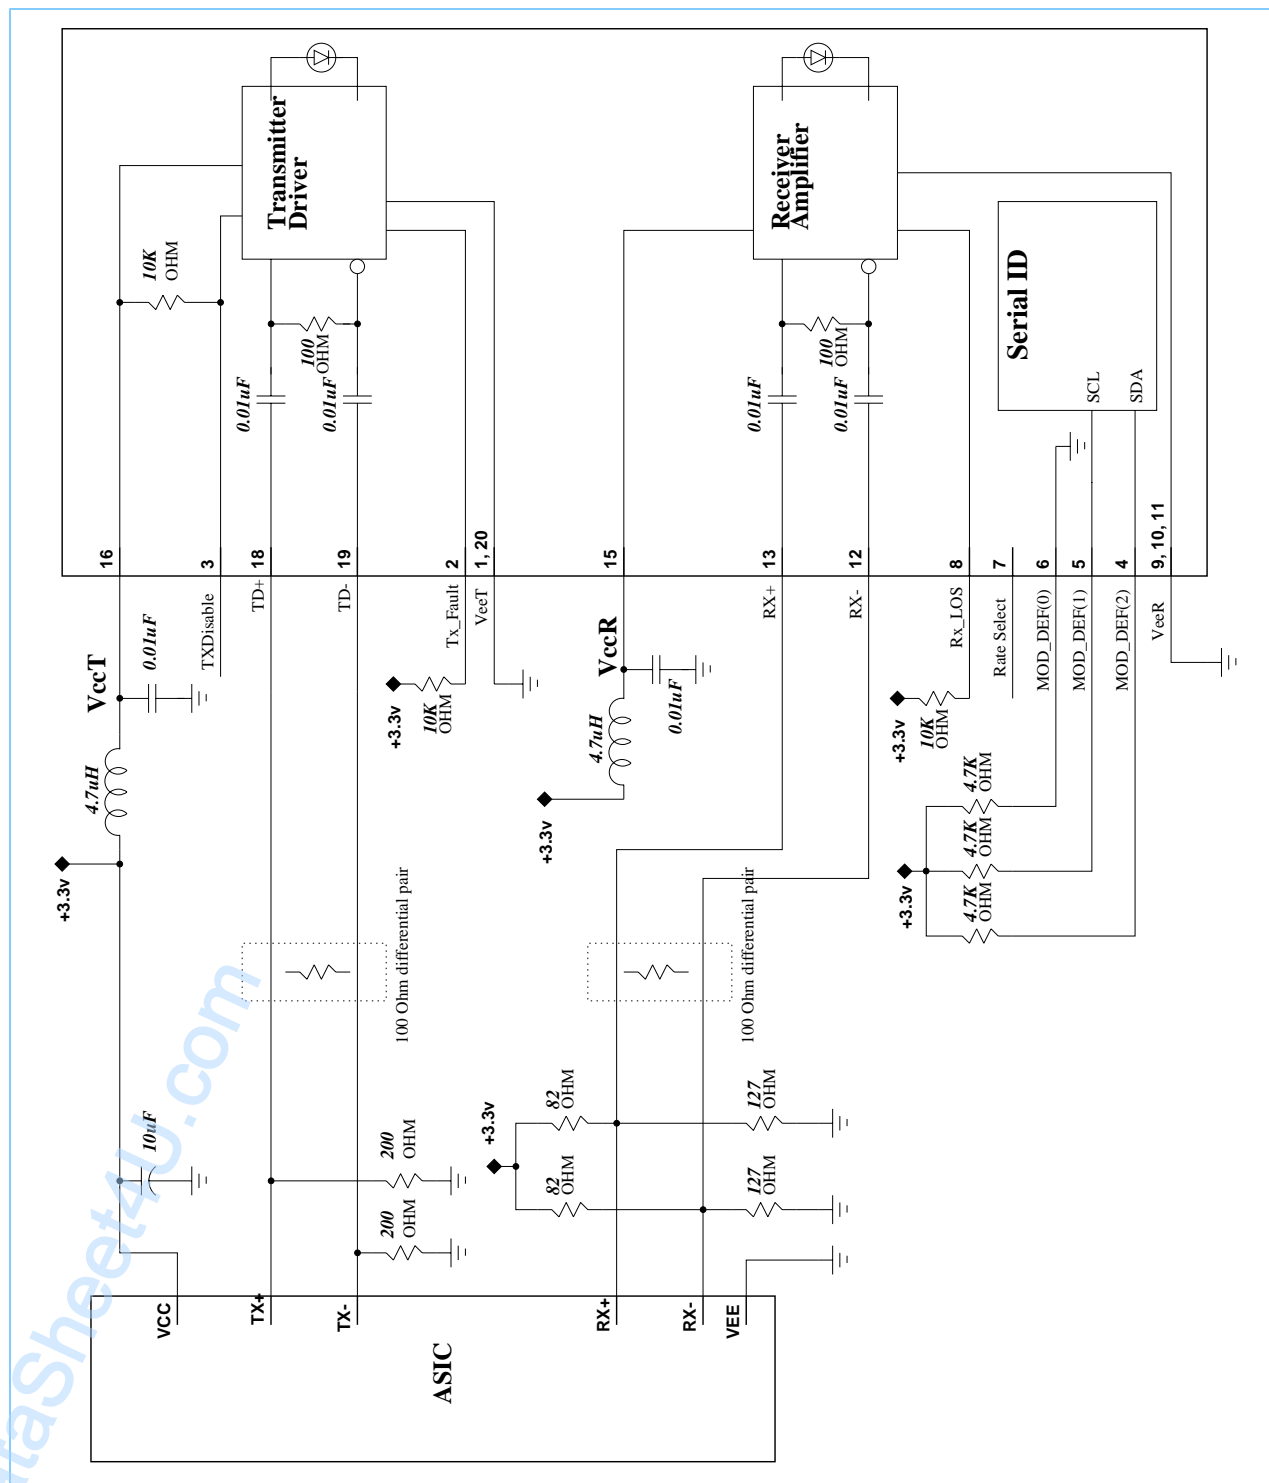 Transmitter
Driver
Receiver
Amplifier
10K
OHM
100
OHM
0.01uF
0.01uF
100
OHM
0.01uF
0.01uF
Serial ID
SCL
SDA
16
3
18
19
2
1, 20
15
13
12
8
7
6
5
4
9, 10, 11
VccT
0.01uF
TXDisable
TD+
TD-
Tx_Fault
VeeT
VccR
RX+
RX-
Rx_LOS
Rate Select
MOD_DEF(0)
MOD_DEF(1)
MOD_DEF(2)
VeeR
4.7uH
+3.3v
+3.3v
10K
OHM
4.7uH
0.01uF
+3.3v
+3.3v
10K
OHM
4.7K
OHM
4.7K
OHM
4.7K
OHM
+3.3v
100 Ohm differential pair
100 Ohm differential pair
10uF
200
OHM
200
OHM
+3.3v
82
OHM
82
OHM
127
OHM
127
OHM
VCC
TX+
TX-
RX+
RX-
VEE
ASIC
ataSheet4U.com